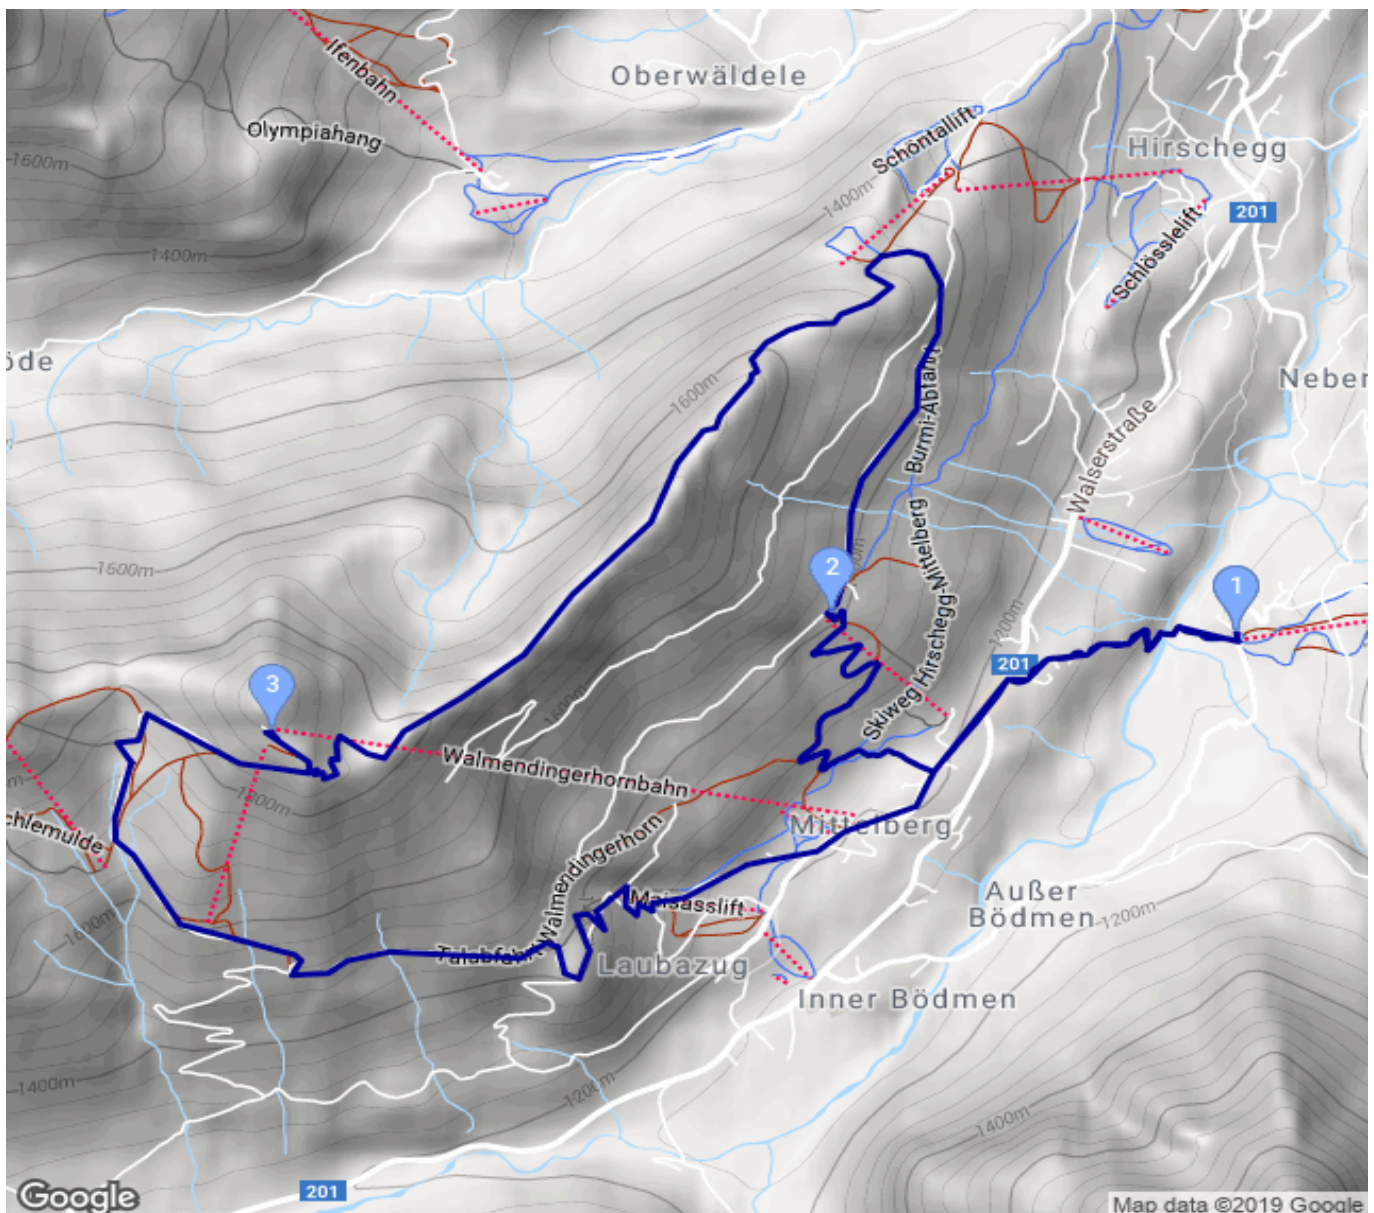 Ifenbahn
Oberwäldele
Olympiahang
1600m
Schöntallift
Hirschegg
1400m
201
1400m
Schlösslelift
öde
1600m
Burmi-Abfahrt
Neber
Walserstraße
1600m
2
1
Skiweg Hirschegg-Mittelberg
1200m
201
3
1600m
Walmendingerhornbahn
1800m
chlemulde
Mittelberg
Talabfahrt Walmendingerhorn
Maisasslift
Außer
Bödmen
1200m
1600m
Laubazug
Inner Bödmen
1400m
1200m
1400m
201
Google
Map data ©2019 Google